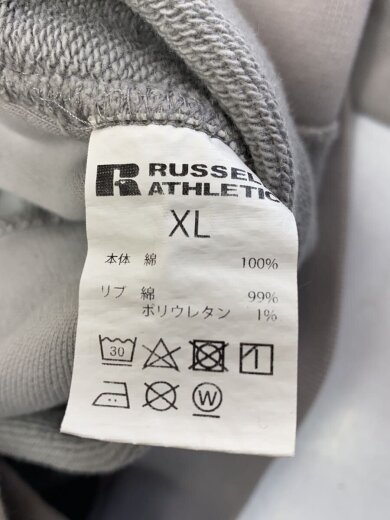 RUSSELL
ATHLETIC
XL
本体 綿 100%
リブ 綿 99%
ポリウレタン 1%
30
W